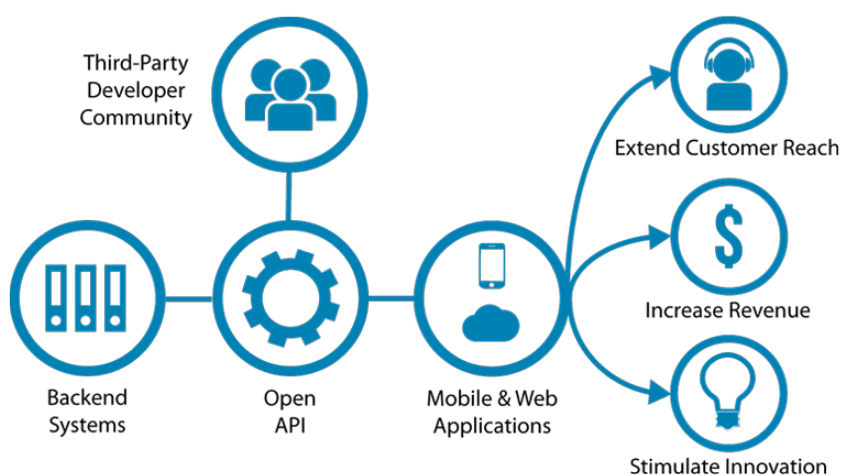 Third-Party
Developer
Community
Extend Customer Reach
$
Increase Revenue
Backend
Systems
Open
API
Mobile & Web
Applications
Stimulate Innovation